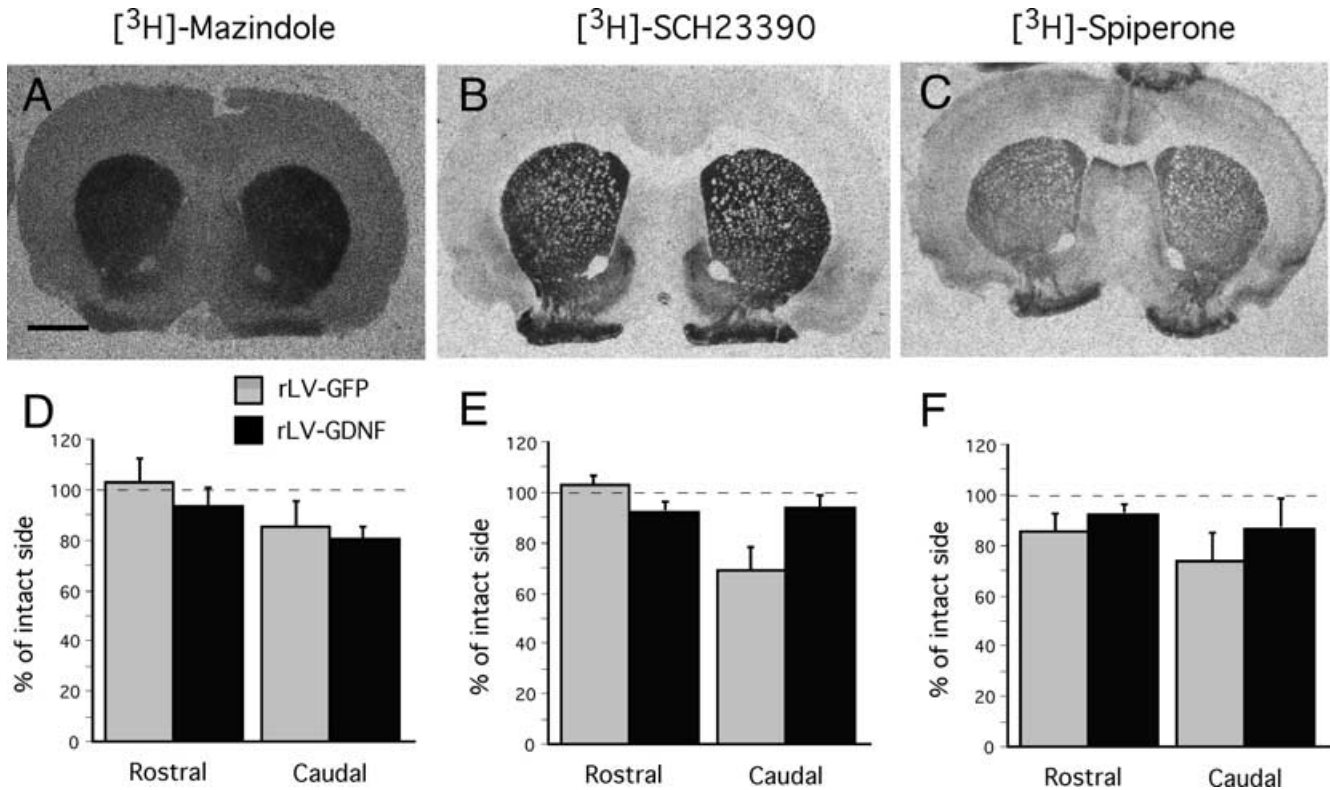 [³H]-Mazindole
[³H]-SCH23390
[³H]-Spiperone
A
B
C
D
rLV-GFP
rLV-GDNF
% of intact side
120
100
80
60
40
20
0
Rostral
Caudal
E
% of intact side
120
100
80
60
40
20
0
Rostral
Caudal
F
% of intact side
120
100
80
60
40
20
0
Rostral
Caudal